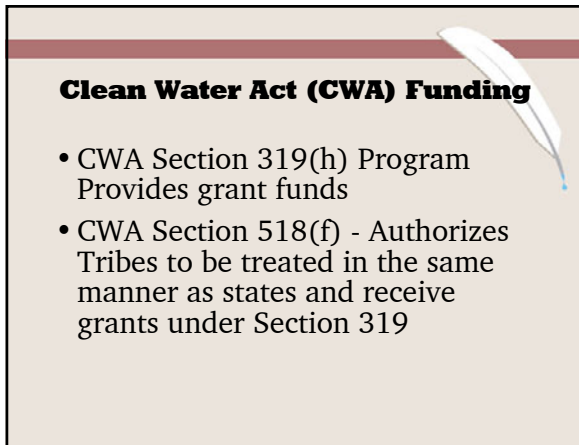 Clean Water Act (CWA) Funding
• CWA Section 319(h) Program
Provides grant funds
• CWA Section 518(f) - Authorizes
Tribes to be treated in the same
manner as states and receive
grants under Section 319